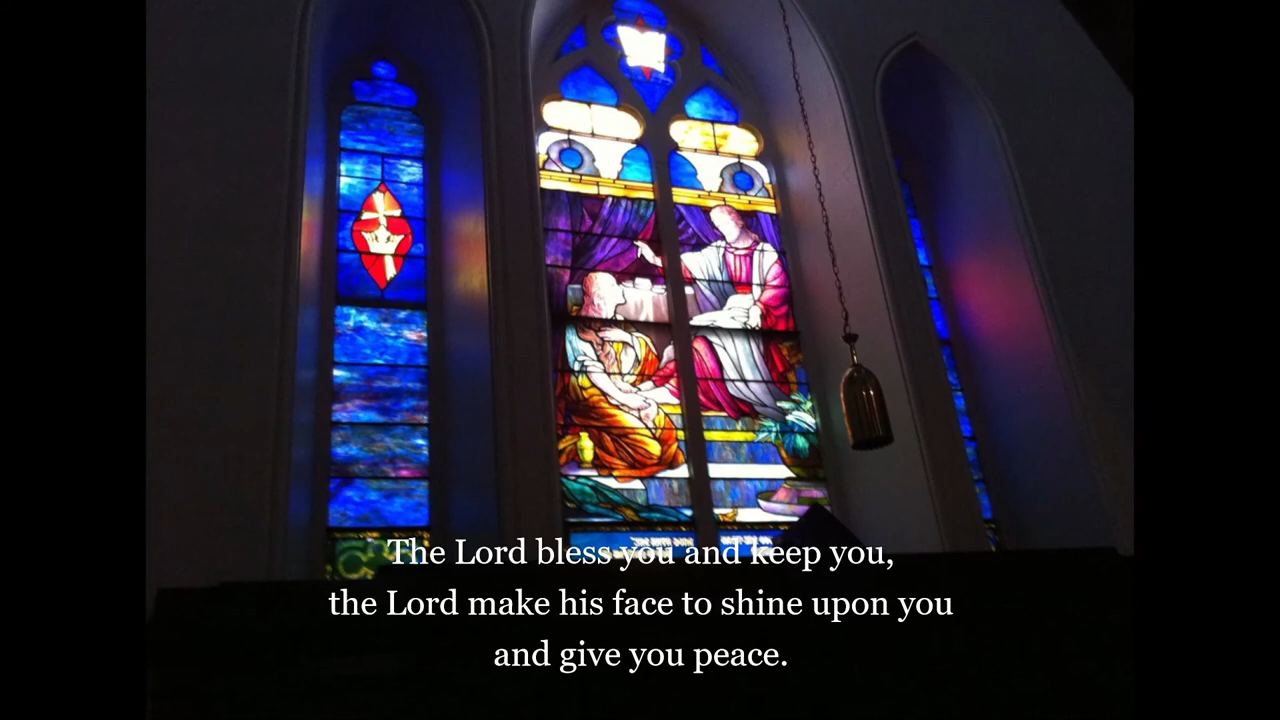 The Lord bless you and keep you,
the Lord make his face to shine upon you
and give you peace.